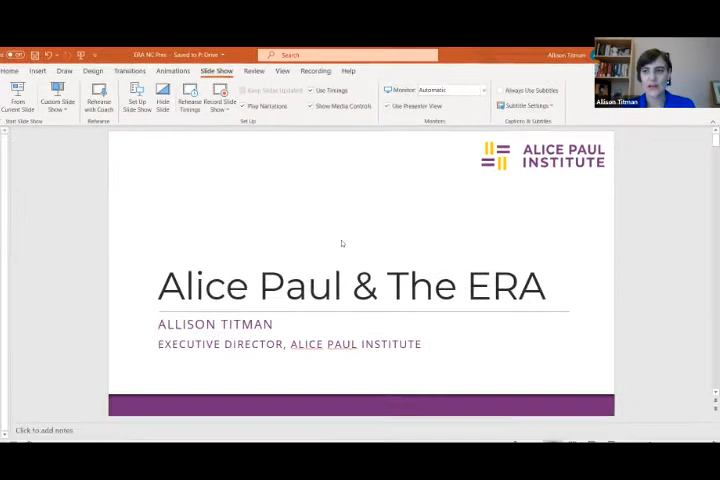 Off
ERA NC Pres - Saved to P: Drive
Search
Allison Titman
Home Insert Draw Design Transitions Animations Slide Show Review View Recording Help
From Current Slide
Custom Slide Show
Rehearse with Coach
Set Up Slide Show
Hide Slide
Rehearse Timings
Record Slide Show
Keep Slides Updated
Play Narrations
Use Timings
Show Media Controls
Monitor: Automatic
Use Presenter View
Always Use Subtitles
Subtitle Settings
Start Slide Show
Rehearse
Set Up
Monitors
Captions & Subtitles
Allison Titman
ALICE PAUL
INSTITUTE
Alice Paul & The ERA
ALLISON TITMAN
EXECUTIVE DIRECTOR, ALICE PAUL INSTITUTE
Click to add notes